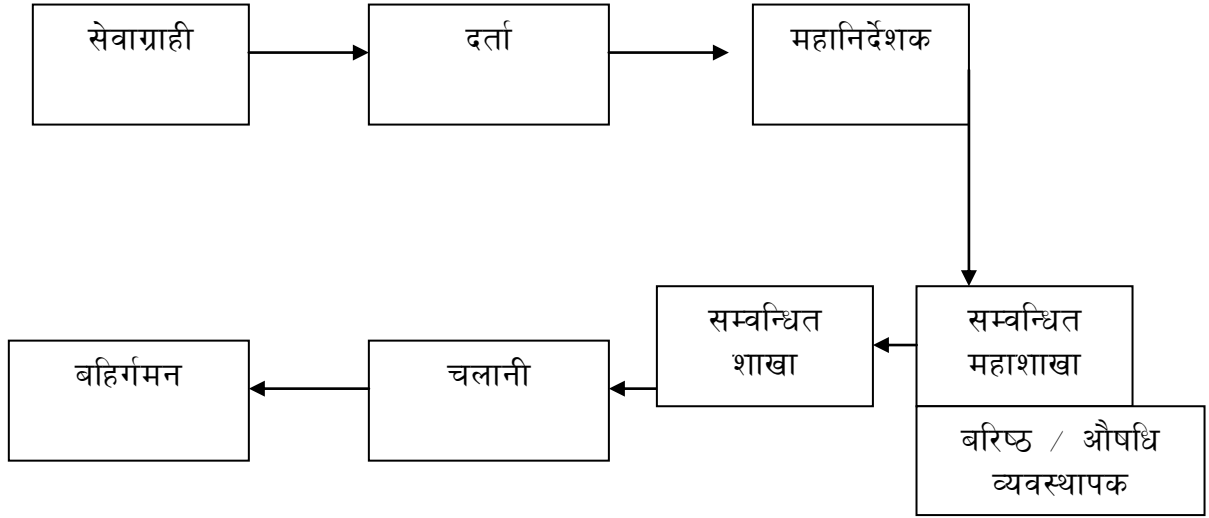 सेवाग्राही
दर्ता
महानिर्देशक
सम्वन्धित
महाशाखा
बरिष्ठ / औषधि
व्यवस्थापक
सम्वन्धित
शाखा
चलानी
बहिर्गमन